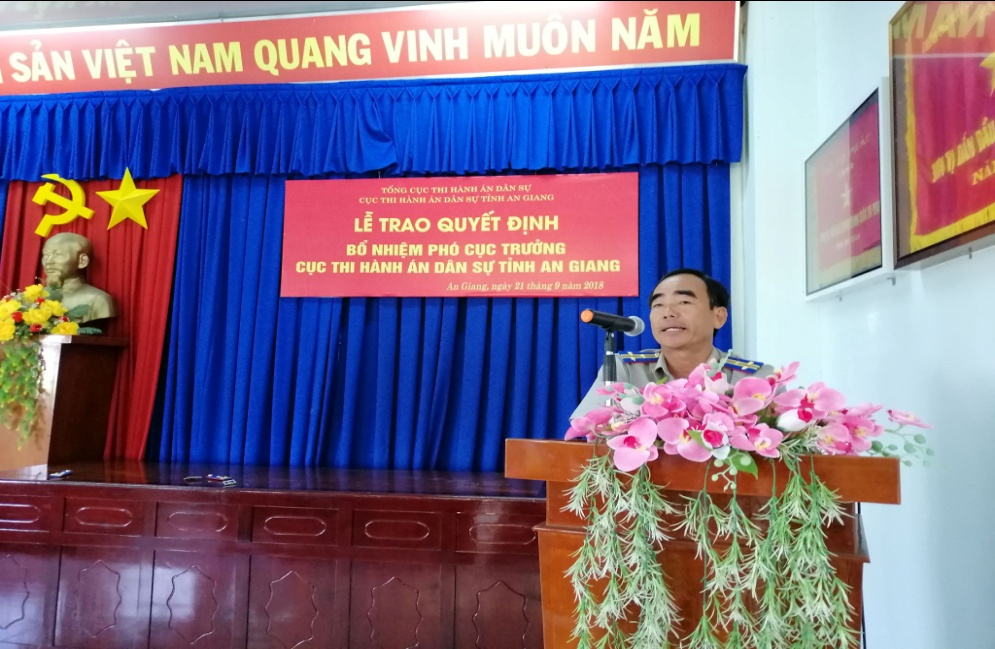 SẢN VIỆT NAM QUANG VINH MUÔN NĂM
TỔNG CỤC THI HÀNH ÁN DÂN SỰ
CỤC THI HÀNH ÁN DÂN SỰ TỈNH AN GIANG
LỄ TRAO QUYẾT ĐỊNH
BỔ NHIỆM PHÓ CỤC TRƯỞNG
CỤC THI HÀNH ÁN DÂN SỰ TỈNH AN GIANG
An Giang, ngày 21 tháng 9 năm 2018